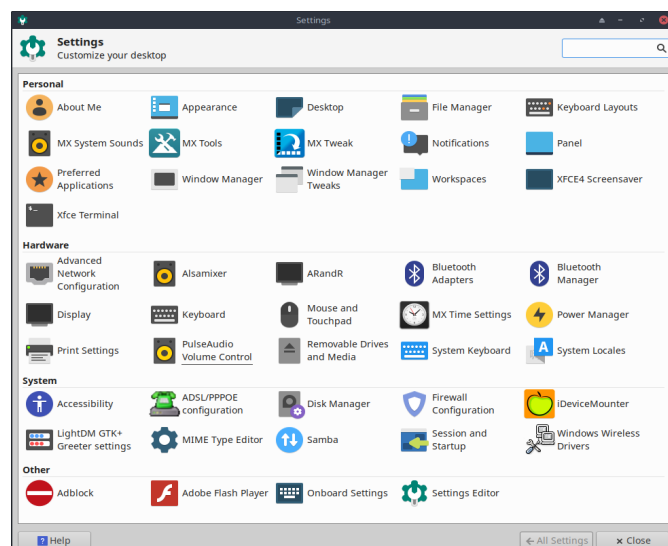 Settings
Settings
Customize your desktop
Personal
About Me
Appearance
Desktop
File Manager
Keyboard Layouts
MX System Sounds
MX Tools
MX Tweak
Notifications
Panel
Preferred
Applications
Window Manager
Window Manager
Tweaks
Workspaces
XFCE4 Screensaver
Xfce Terminal
Hardware
Advanced
Network
Configuration
Alsamixer
ARandR
Bluetooth
Adapters
Bluetooth
Manager
Display
Keyboard
Mouse and
Touchpad
MX Time Settings
Power Manager
Print Settings
PulseAudio
Volume Control
Removable Drives
and Media
System Keyboard
A
System Locales
System
Accessibility
ADSL/PPPOE
configuration
Disk Manager
Firewall
Configuration
iDeviceMounter
LightDM GTK+
Greeter settings
MIME Type Editor
Samba
Session and
Startup
Windows Wireless
Drivers
Other
Adblock
Adobe Flash Player
Onboard Settings
Settings Editor
? Help
← All Settings
× Close